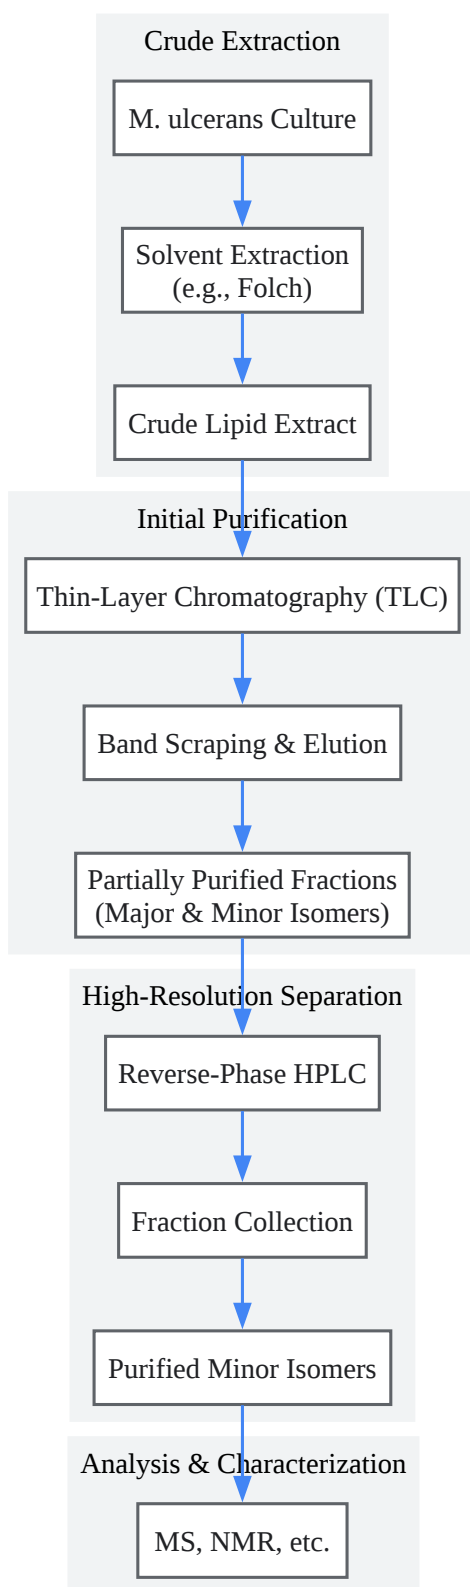 Crude Extraction
M. ulcerans Culture
Solvent Extraction
(e.g., Folch)
Crude Lipid Extract
Initial Purification
Thin-Layer Chromatography (TLC)
Band Scraping & Elution
Partially Purified Fractions
(Major & Minor Isomers)
High-Resolution Separation
Reverse-Phase HPLC
Fraction Collection
Purified Minor Isomers
Analysis & Characterization
MS, NMR, etc.